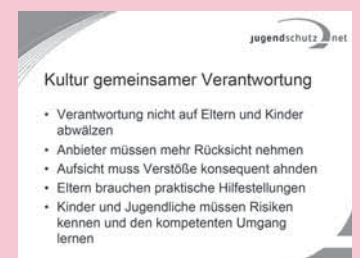 jugendschutz net
Kultur gemeinsamer Verantwortung
• Verantwortung nicht auf Eltern und Kinder
abwälzen
• Anbieter müssen mehr Rücksicht nehmen
• Aufsicht muss Verstöße konsequent ahnden
• Eltern brauchen praktische Hilfestellungen
• Kinder und Jugendliche müssen Risiken
kennen und den kompetenten Umgang
lernen